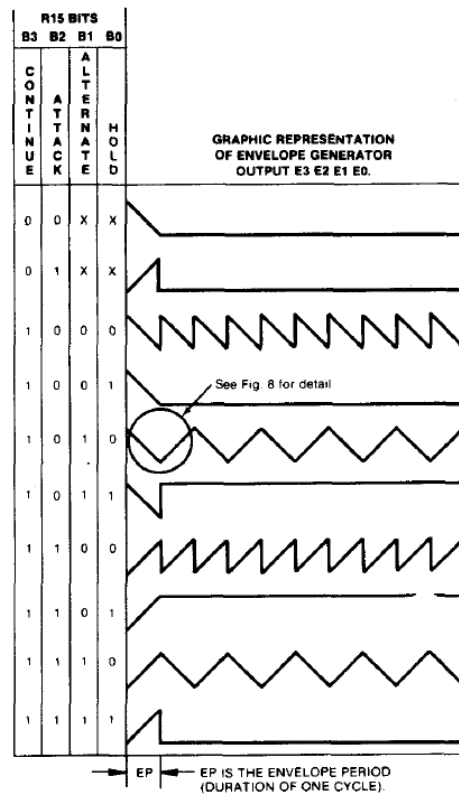 R15 BITS
B3 B2 B1 B0
CONTINUE
ATTACK
ALTERNATE
HOLD
GRAPHIC REPRESENTATION
OF ENVELOPE GENERATOR
OUTPUT E3 E2 E1 E0.
0 0 X X
0 1 X X
1 0 0 0
1 0 0 1
See Fig. 8 for detail
1 0 1 0
1 0 1 1
1 1 0 0
1 1 0 1
1 1 1 0
1 1 1 1
EP
EP IS THE ENVELOPE PERIOD
(DURATION OF ONE CYCLE).